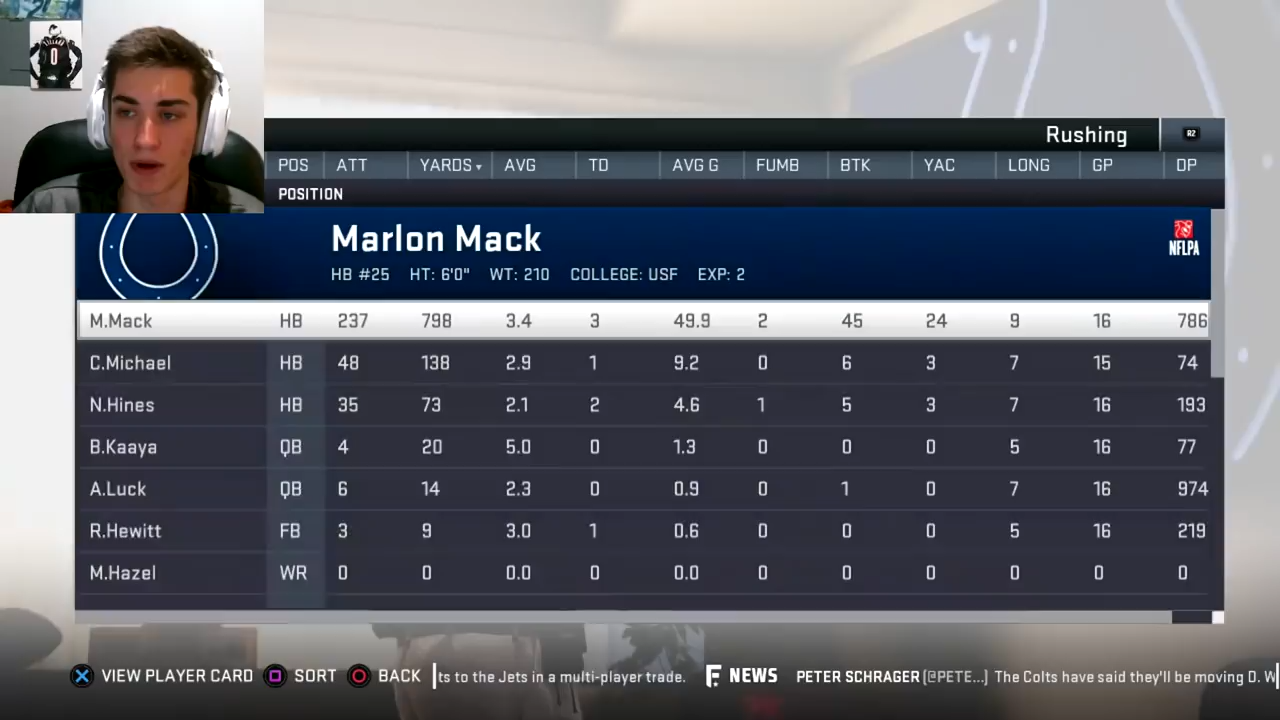 0
Rushing R2
POS ATT YARDS AVG TD AVG G FUMB BTK YAC LONG GP DP
POSITION
Marlon Mack
NFLPA
HB #25 HT: 6'0" WT: 210 COLLEGE: USF EXP: 2
M.Mack HB 237 798 3.4 3 49.9 2 45 24 9 16 786
C.Michael HB 48 138 2.9 1 9.2 0 6 3 7 15 74
N.Hines HB 35 73 2.1 2 4.6 1 5 3 7 16 193
B.Kaaya QB 4 20 5.0 0 1.3 0 0 0 5 16 77
A.Luck QB 6 14 2.3 0 0.9 0 1 0 7 16 974
R.Hewitt FB 3 9 3.0 1 0.6 0 0 0 5 16 219
M.Hazel WR 0 0 0.0 0 0.0 0 0 0 0 0 0
VIEW PLAYER CARD SORT BACK ts to the Jets in a multi-player trade. F NEWS PETER SCHRAGER (@PETE...) The Colts have said they'll be moving D. W